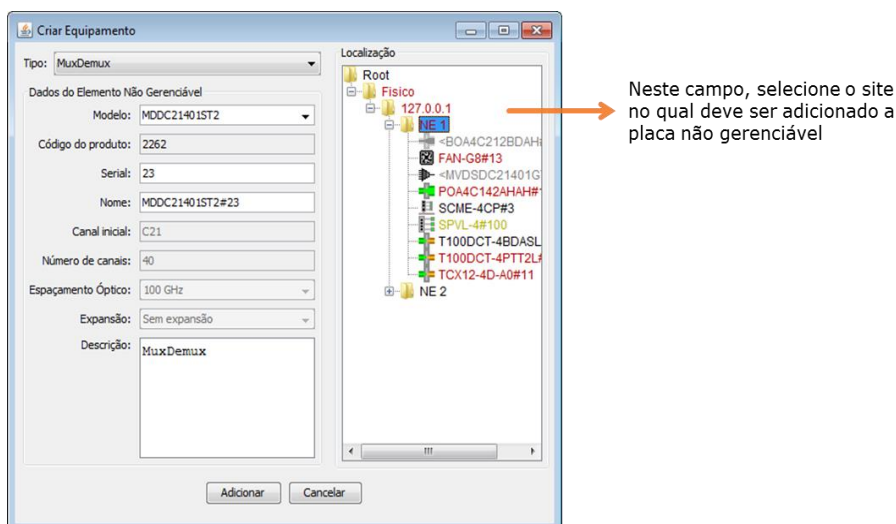 Criar Equipamento
Tipo: MuxDemux
Dados do Elemento Não Gerenciável
Modelo: MDDC21401ST2
Código do produto: 2262
Serial: 23
Nome: MDDC21401ST2#23
Canal inicial: C21
Número de canais: 40
Espaçamento Óptico: 100 GHz
Expansão: Sem expansão
Descrição: MuxDemux
Adicionar Cancelar
Localização
Root
Fisico
127.0.0.1
NE 1
<BOA4C212BDAH
FAN-G8#13
<MVDSDC21401G
POA4C142AHAH#
SCME-4CP#3
SPVL-4#100
T100DCT-4BDASL
T100DCT-4PTT2L
TCX12-4D-A0#11
NE 2
Neste campo, selecione o site
no qual deve ser adicionado a
placa não gerenciável